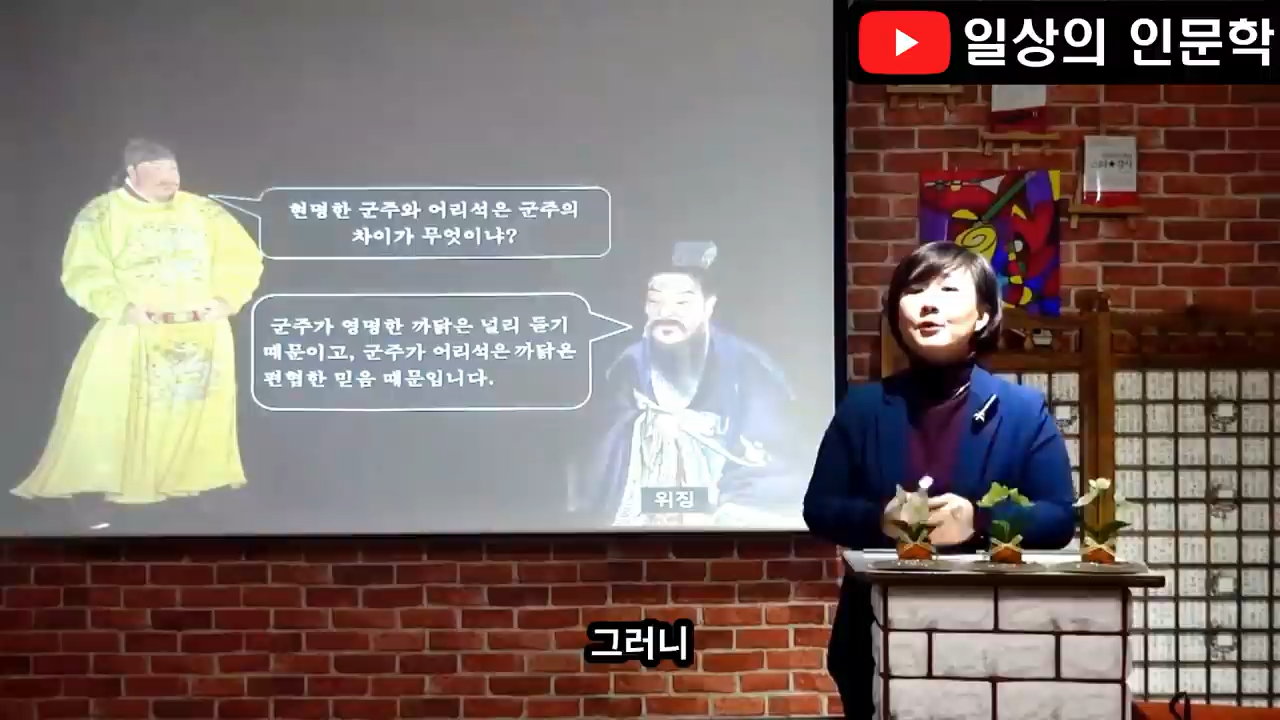 일상의 인문학
현명한 군주와 어리석은 군주의
차이가 무엇이냐?
군주가 영명한 까닭은 널리 듣기
때문이고, 군주가 어리석은 까닭은
편협한 믿음 때문입니다.
위징
그러니